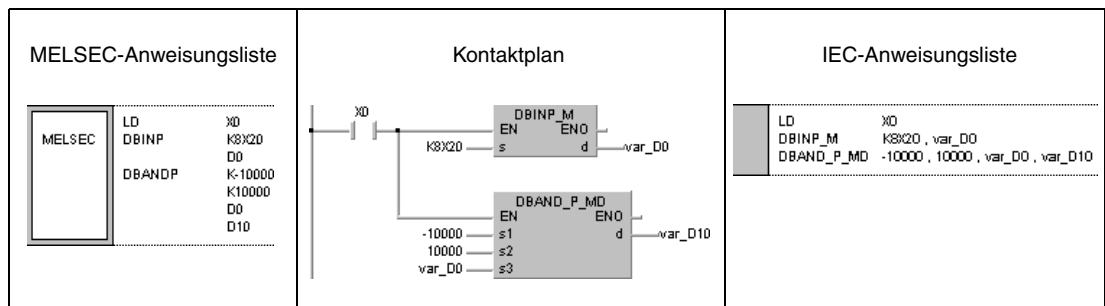 MELSEC-Anweisungsliste
MELSEC
LD X0
DBINP K8X20
D0
DBANDP K-10000
K10000
D0
D10
Kontaktplan
X0
DBINP_M
EN ENO
K8X20 s d var_D0
DBAND_P_MD
EN ENO
-10000 s1 d var_D10
10000 s2
var_D0 s3
IEC-Anweisungsliste
LD X0
DBINP_M K8X20 , var_D0
DBAND_P_MD -10000 , 10000 , var_D0 , var_D10